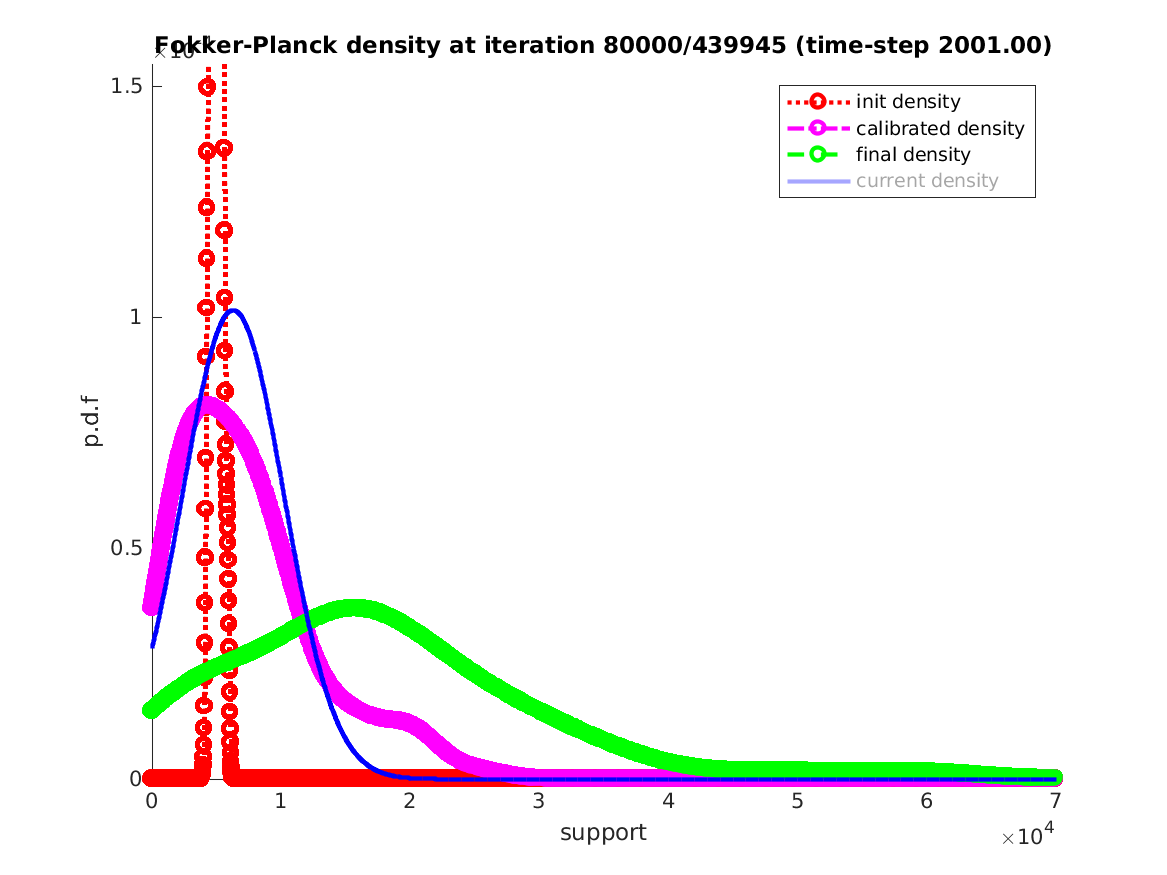 Fokker-Planck density at iteration 80000/439945 (time-step 2001.00)
1.5
1
0.5
0
p.d.f
init density
calibrated density
final density
current density
0 1 2 3 4 5 6 7
support
×10^4